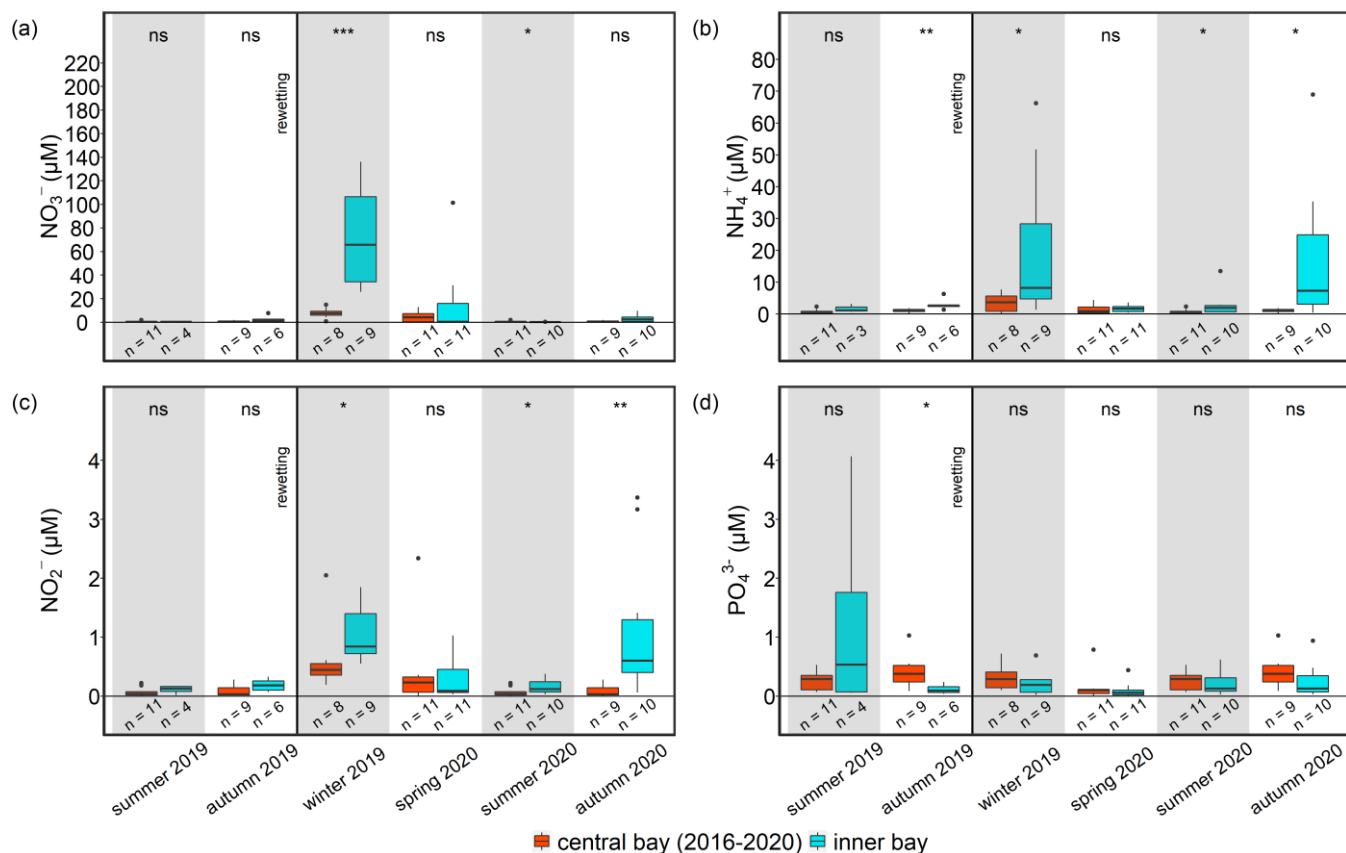 (a)
ns ns *** ns * ns
220
200
180
160
140
120
100
80
60
40
20
0
NO₃⁻ (µM)
rewetting
n = 11 n = 4 n = 9 n = 6 n = 8 n = 9 n = 11 n = 11 n = 11 n = 10 n = 9 n = 10
(b)
ns ** * ns * *
80
70
60
50
40
30
20
10
0
NH₄⁺ (µM)
rewetting
n = 11 n = 3 n = 9 n = 6 n = 8 n = 9 n = 11 n = 11 n = 11 n = 10 n = 9 n = 10
(c)
ns ns * ns * **
4
3
2
1
0
NO₂⁻ (µM)
rewetting
n = 11 n = 4 n = 9 n = 6 n = 8 n = 9 n = 11 n = 11 n = 11 n = 10 n = 9 n = 10
summer 2019 autumn 2019 winter 2019 spring 2020 summer 2020 autumn 2020
(d)
ns * ns ns ns ns
4
3
2
1
0
PO₄³⁻ (µM)
rewetting
n = 11 n = 4 n = 9 n = 6 n = 8 n = 9 n = 11 n = 11 n = 11 n = 10 n = 9 n = 10
summer 2019 autumn 2019 winter 2019 spring 2020 summer 2020 autumn 2020
central bay (2016-2020) inner bay